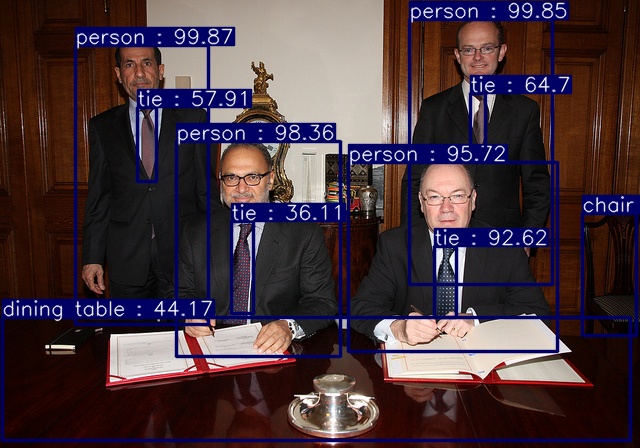 person : 99.85
person : 99.87
tie : 64.7
tie : 57.91
person : 98.36
person : 95.72
chair
tie : 36.11
tie : 92.62
dining table : 44.17